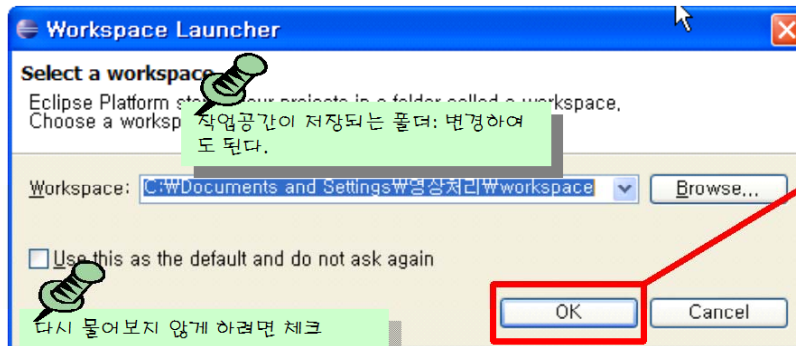 Workspace Launcher
Select a workspace
Eclipse Platform stores your projects in a folder called a workspace.
Choose a worksp
작업공간이 저장되는 폴더: 변경하여
도 된다.
Workspace: C:₩Documents and Settings₩영상처리₩workspace Browse...
Use this as the default and do not ask again
다시 물어보지 않게 하려면 체크
OK Cancel